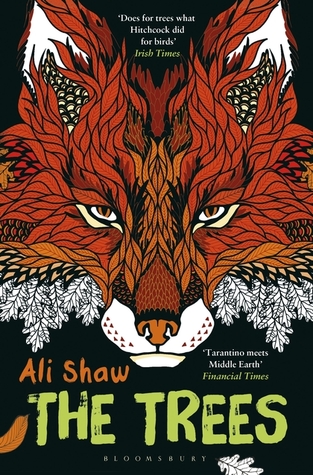 'Does for trees what
Hitchcock did
for birds'
Irish Times
Ali Shaw
'Tarantino meets
Middle Earth'
Financial Times
THE TREES
BLOOMSBURY